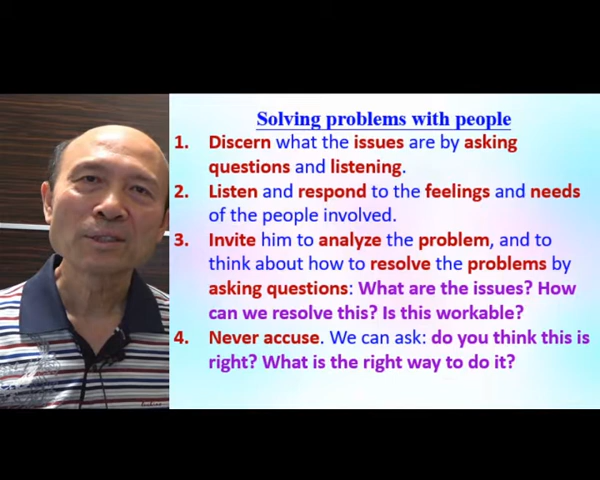 Solving problems with people
1. Discern what the issues are by asking
questions and listening.
2. Listen and respond to the feelings and needs
of the people involved.
3. Invite him to analyze the problem, and to
think about how to resolve the problems by
asking questions: What are the issues? How
can we resolve this? Is this workable?
4. Never accuse. We can ask: do you think this is
right? What is the right way to do it?